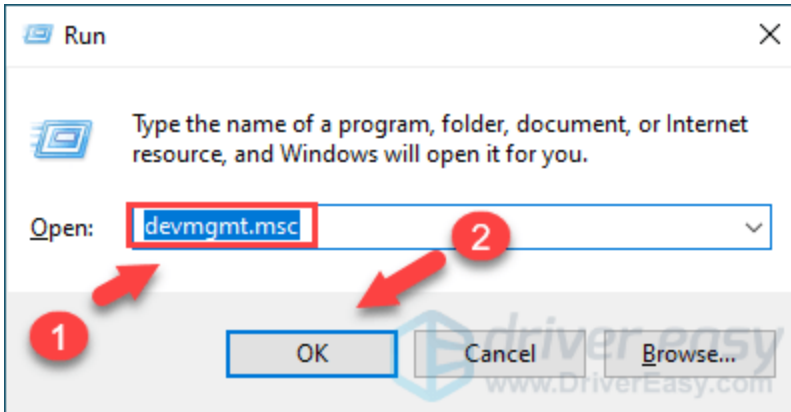 Run
Type the name of a program, folder, document, or Internet
resource, and Windows will open it for you.
Open: devmgmt.msc
2
1
OK Cancel Browse...
driver easy
www.DriverEasy.com